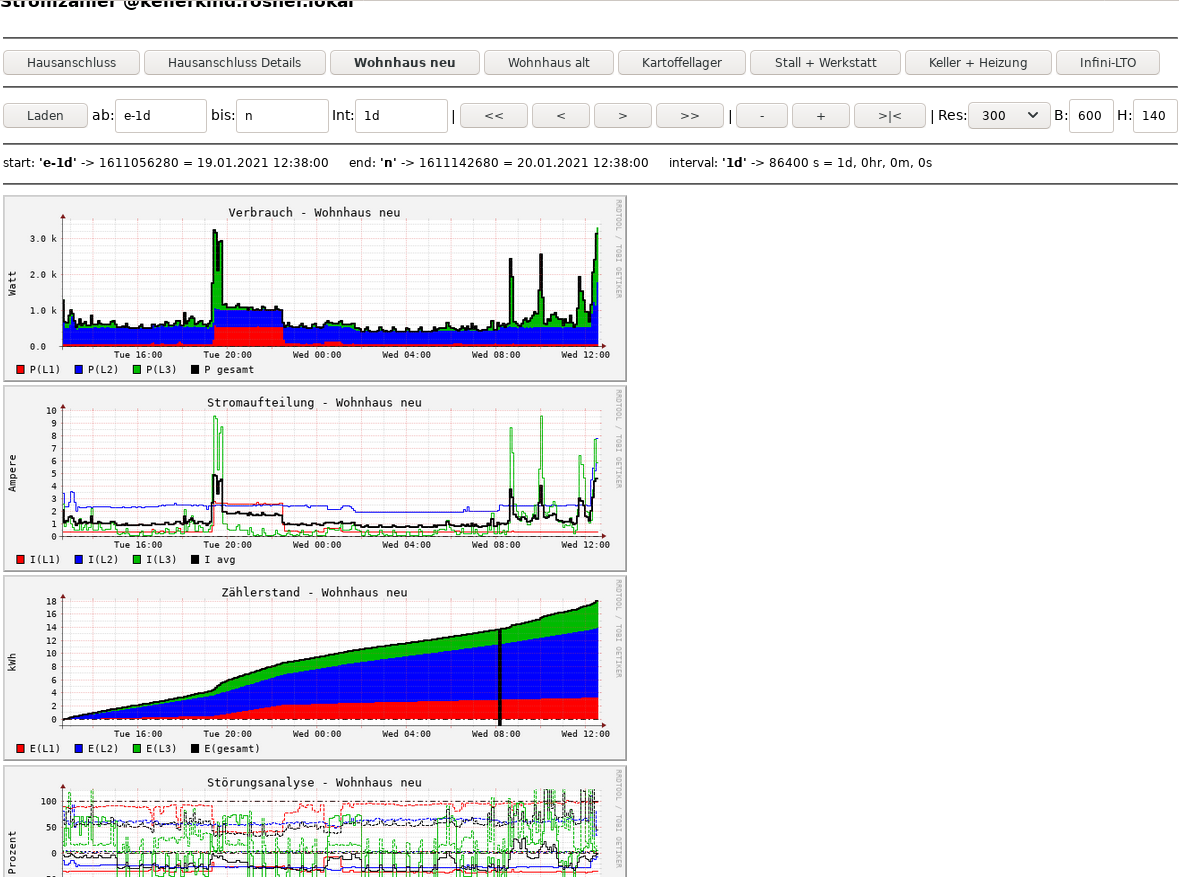 Stromzähler @kellerkind.rosner.lokal
Hausanschluss Hausanschluss Details Wohnhaus neu Wohnhaus alt Kartoffellager Stall + Werkstatt Keller + Heizung Infini-LTO
Laden ab: e-1d bis: n Int: 1d | << < > >> | - + >|< | Res: 300 B: 600 H: 140
start: 'e-1d' -> 1611056280 = 19.01.2021 12:38:00 end: 'n' -> 1611142680 = 20.01.2021 12:38:00 interval: '1d' -> 86400 s = 1d, 0hr, 0m, 0s
Verbrauch - Wohnhaus neu
RRDTOOL / TOBI OETIKER
Watt
3.0 k
2.0 k
1.0 k
0.0
Tue 16:00 Tue 20:00 Wed 00:00 Wed 04:00 Wed 08:00 Wed 12:00
P(L1) P(L2) P(L3) P gesamt
Stromaufteilung - Wohnhaus neu
RRDTOOL / TOBI OETIKER
Ampere
10
9
8
7
6
5
4
3
2
1
0
Tue 16:00 Tue 20:00 Wed 00:00 Wed 04:00 Wed 08:00 Wed 12:00
I(L1) I(L2) I(L3) I avg
Zählerstand - Wohnhaus neu
RRDTOOL / TOBI OETIKER
kWh
18
16
14
12
10
8
6
4
2
0
Tue 16:00 Tue 20:00 Wed 00:00 Wed 04:00 Wed 08:00 Wed 12:00
E(L1) E(L2) E(L3) E(gesamt)
Störungsanalyse - Wohnhaus neu
RRDTOOL / TOBI OETIKER
Prozent
100
50
0